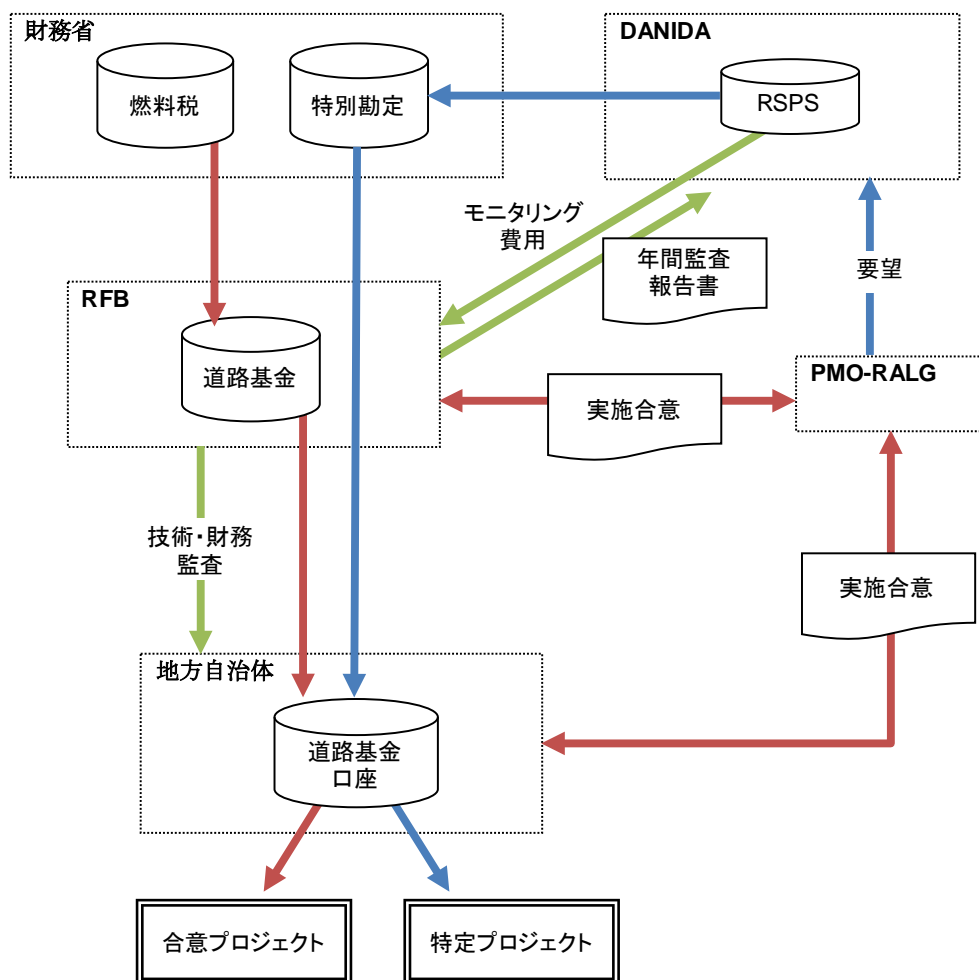 財務省
DANIDA
燃料税
特別勘定
RSPS
モニタリング
費用
年間監査
報告書
要望
RFB
道路基金
PMO-RALG
実施合意
技術・財務
監査
実施合意
地方自治体
道路基金
口座
合意プロジェクト
特定プロジェクト